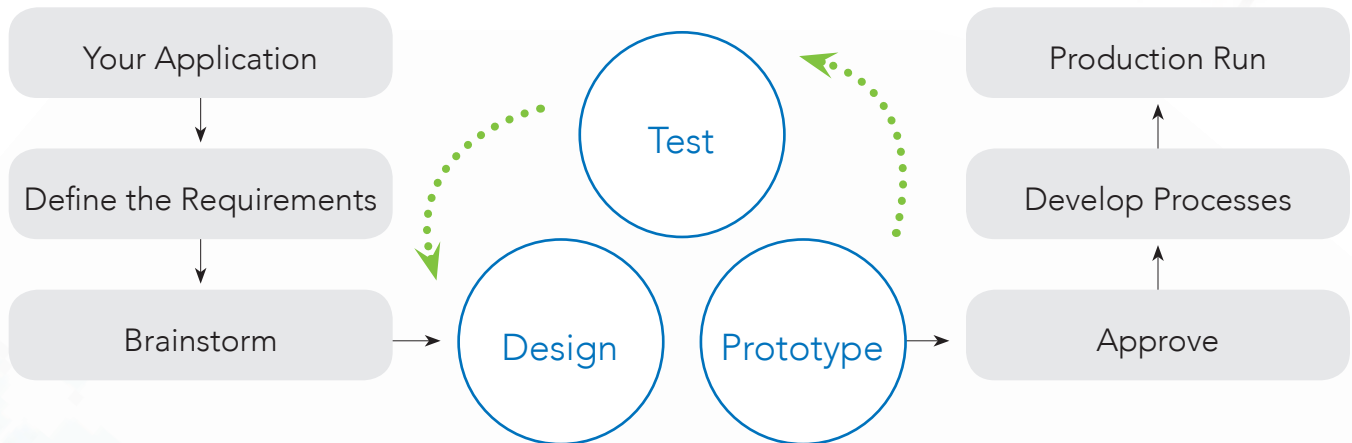 Your Application
Define the Requirements
Brainstorm
Test
Design
Prototype
Production Run
Develop Processes
Approve